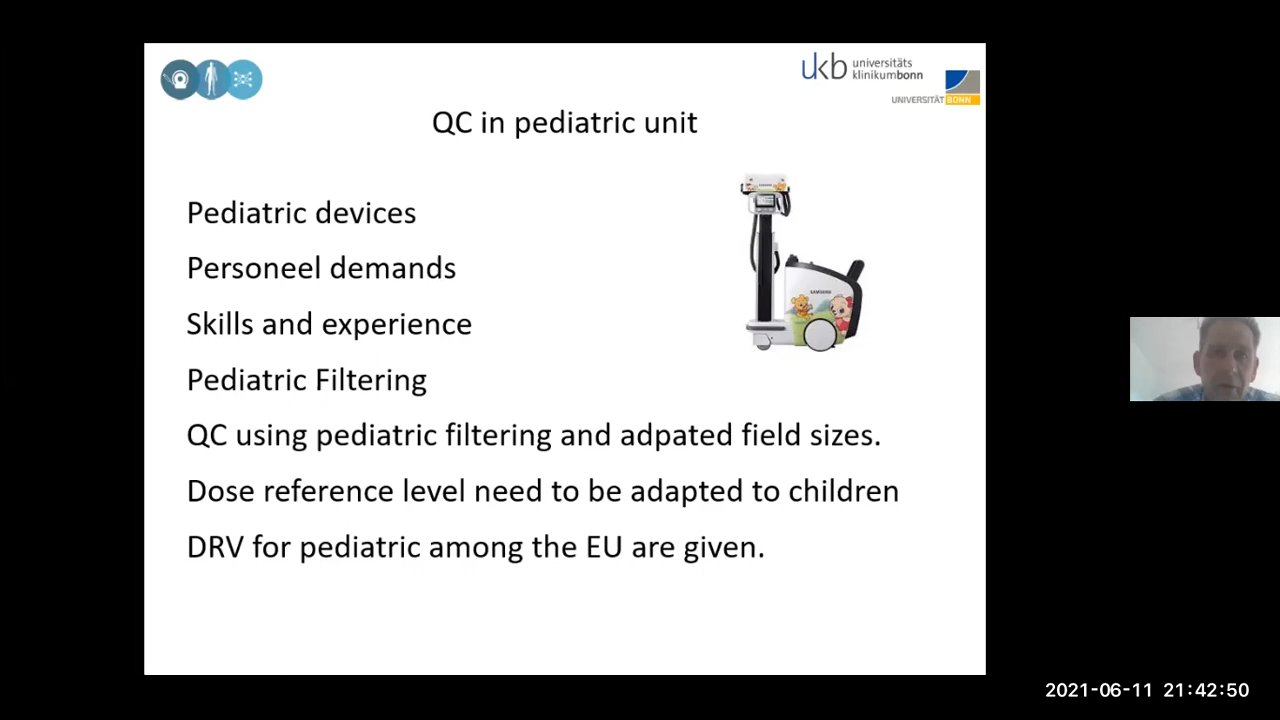 ukb universitäts
klinikumbonn
UNIVERSITÄT BONN
QC in pediatric unit
Pediatric devices
Personeel demands
Skills and experience
Pediatric Filtering
QC using pediatric filtering and adpated field sizes.
Dose reference level need to be adapted to children
DRV for pediatric among the EU are given.
SAMSUNG
2021-06-11 21:42:50